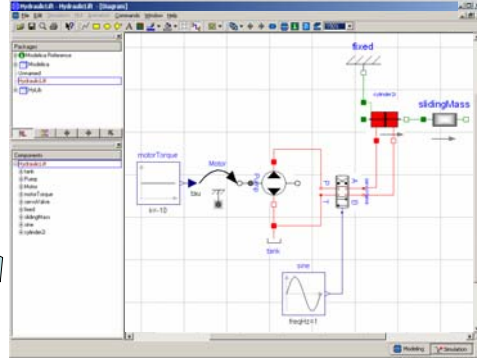 HydraulicLift - HydraulicLift - [Diagram]
File Edit Simulation Plot Animation Commands Window Help
Packages
Modelica Reference
Modelica
Unnamed
HydraulicLift
HyLib
Components
HydraulicLift
tank
Pump
Motor
motorTorque
servoValve
fixed
slidingMass
sine
cylinder2
fixed
cylinder2
slidingMass
motorTorque
Motor
tau
k=-10
Pump
P
T
A
B
tank
sine
freqHz=1
Modeling
Simulation